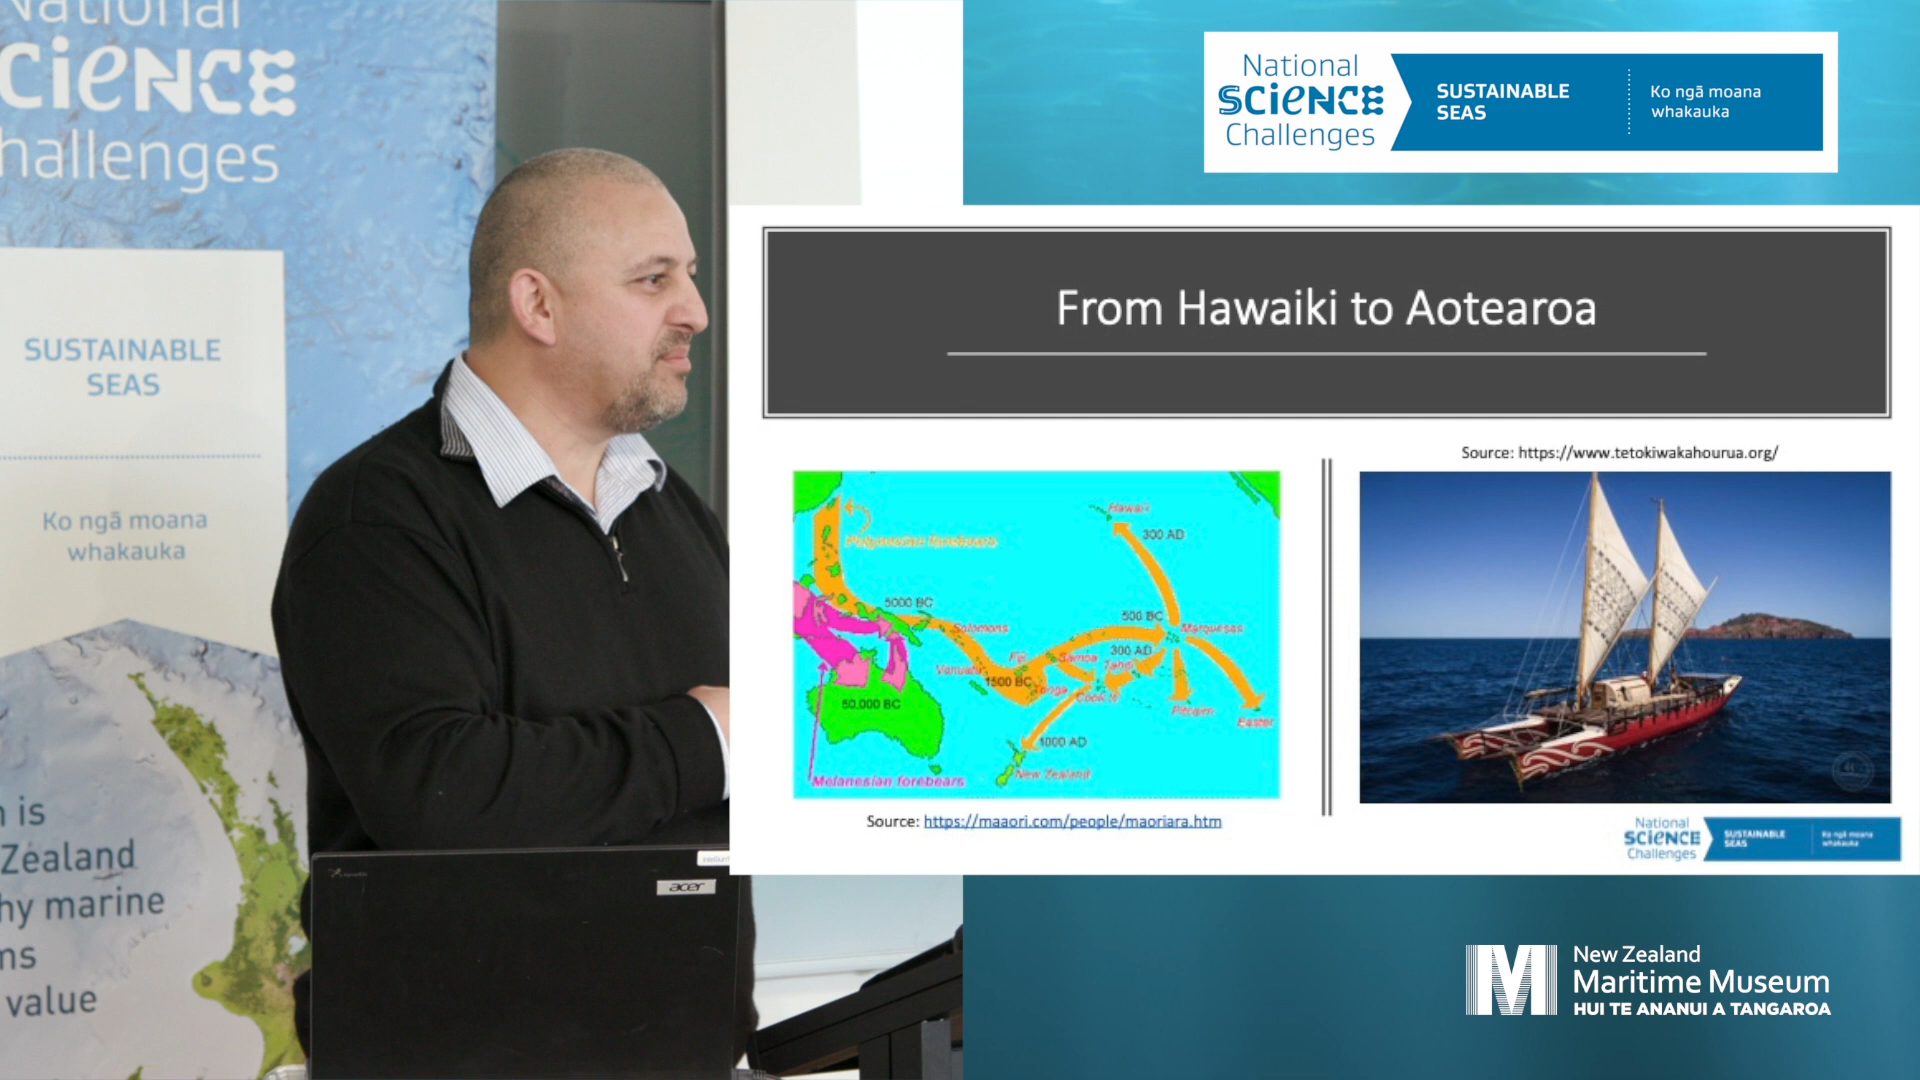 National
SCIENCE
Challenges
SUSTAINABLE
SEAS
Ko ngā moana
whakauka
is
Zealand
marine
value
acer
National
SCIENCE
Challenges
SUSTAINABLE
SEAS
Ko ngā moana
whakauka
From Hawaiki to Aotearoa
Source: https://www.tetokiwakahourua.org/
Hawaii
300 AD
Polynesian forebears
5000 BC
Solomons
500 BC
Marquesas
Fiji
Samoa
300 AD
Tahiti
Vanuatu
1500 BC
Tonga
Cook Is
50,000 BC
Pitcairn
Easter
1000 AD
New Zealand
Melanesian forebears
Source: https://maaori.com/people/maoriara.htm
National
SCIENCE
Challenges
SUSTAINABLE
SEAS
Ko ngā moana
whakauka
New Zealand
Maritime Museum
HUI TE ANANUI A TANGAROA